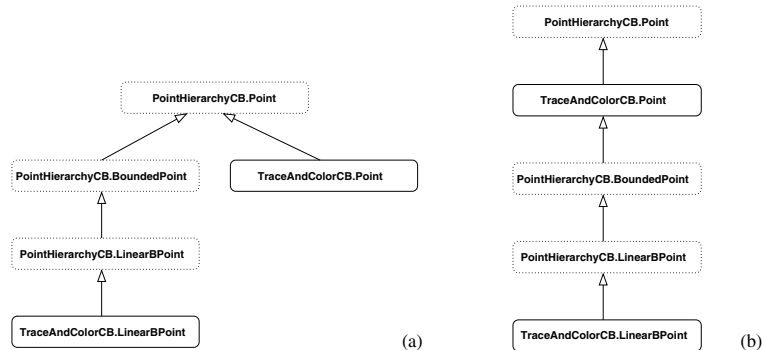 PointHierarchyCB.Point
PointHierarchyCB.BoundedPoint
TraceAndColorCB.Point
PointHierarchyCB.LinearBPoint
TraceAndColorCB.LinearBPoint
(a)
PointHierarchyCB.Point
TraceAndColorCB.Point
PointHierarchyCB.BoundedPoint
PointHierarchyCB.LinearBPoint
TraceAndColorCB.LinearBPoint
(b)